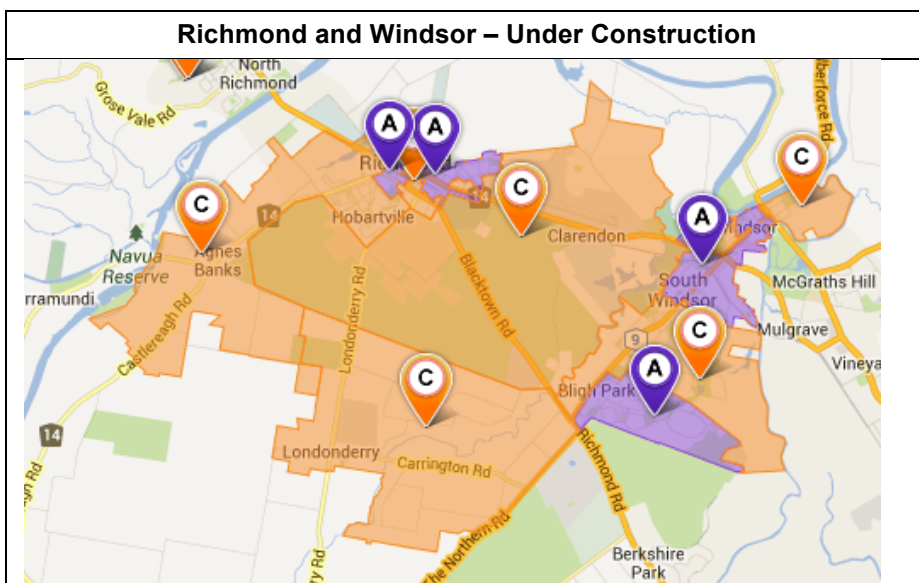 Richmond and Windsor – Under Construction
North
Richmond
Grose Vale Rd
A
A
C
C
C
14
14
Hobartville
Clarendon
A
Navua
Reserve
Agnes
Banks
South
Windsor
McGraths Hill
Castlereagh Rd
Londonderry Rd
Blacktown Rd
C
Mulgrave
9
C
A
Bligh Park
14
Londonderry
Carrington Rd
Richmond Rd
The Northern Rd
Berkshire
Park